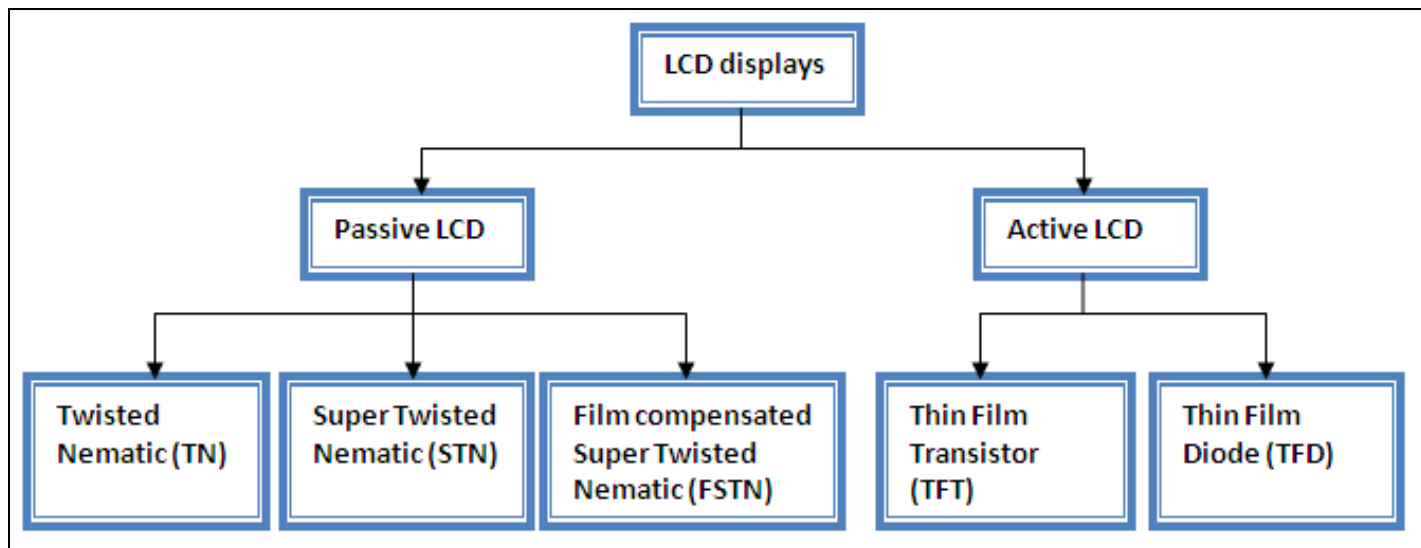 LCD displays
Passive LCD
Active LCD
Twisted
Nematic (TN)
Super Twisted
Nematic (STN)
Film compensated
Super Twisted
Nematic (FSTN)
Thin Film
Transistor
(TFT)
Thin Film
Diode (TFD)